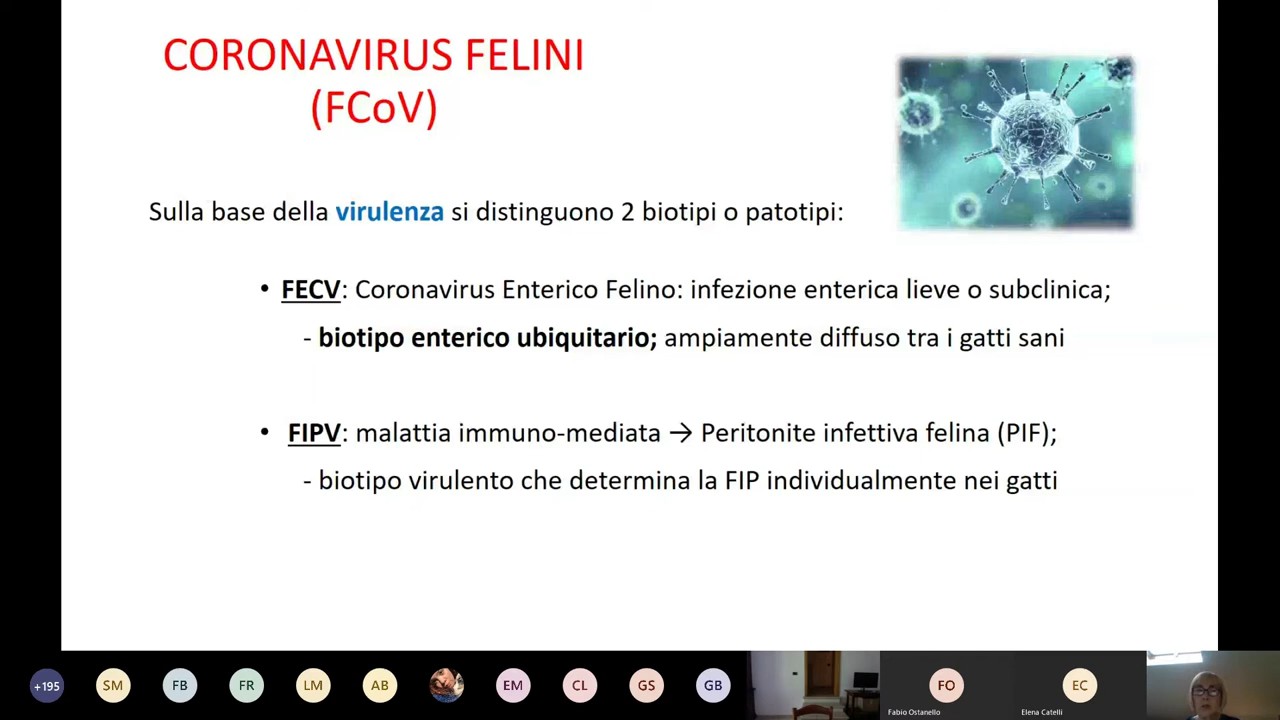 CORONAVIRUS FELINI
(FCoV)
Sulla base della virulenza si distinguono 2 biotipi o patotipi:
• FECV: Coronavirus Enterico Felino: infezione enterica lieve o subclinica;
- biotipo enterico ubiquitario; ampiamente diffuso tra i gatti sani
• FIPV: malattia immuno-mediata → Peritonite infettiva felina (PIF);
- biotipo virulento che determina la FIP individualmente nei gatti
+195 SM FB FR LM AB EM CL GS GB FO EC
Fabio Ostanello Elena Catelli